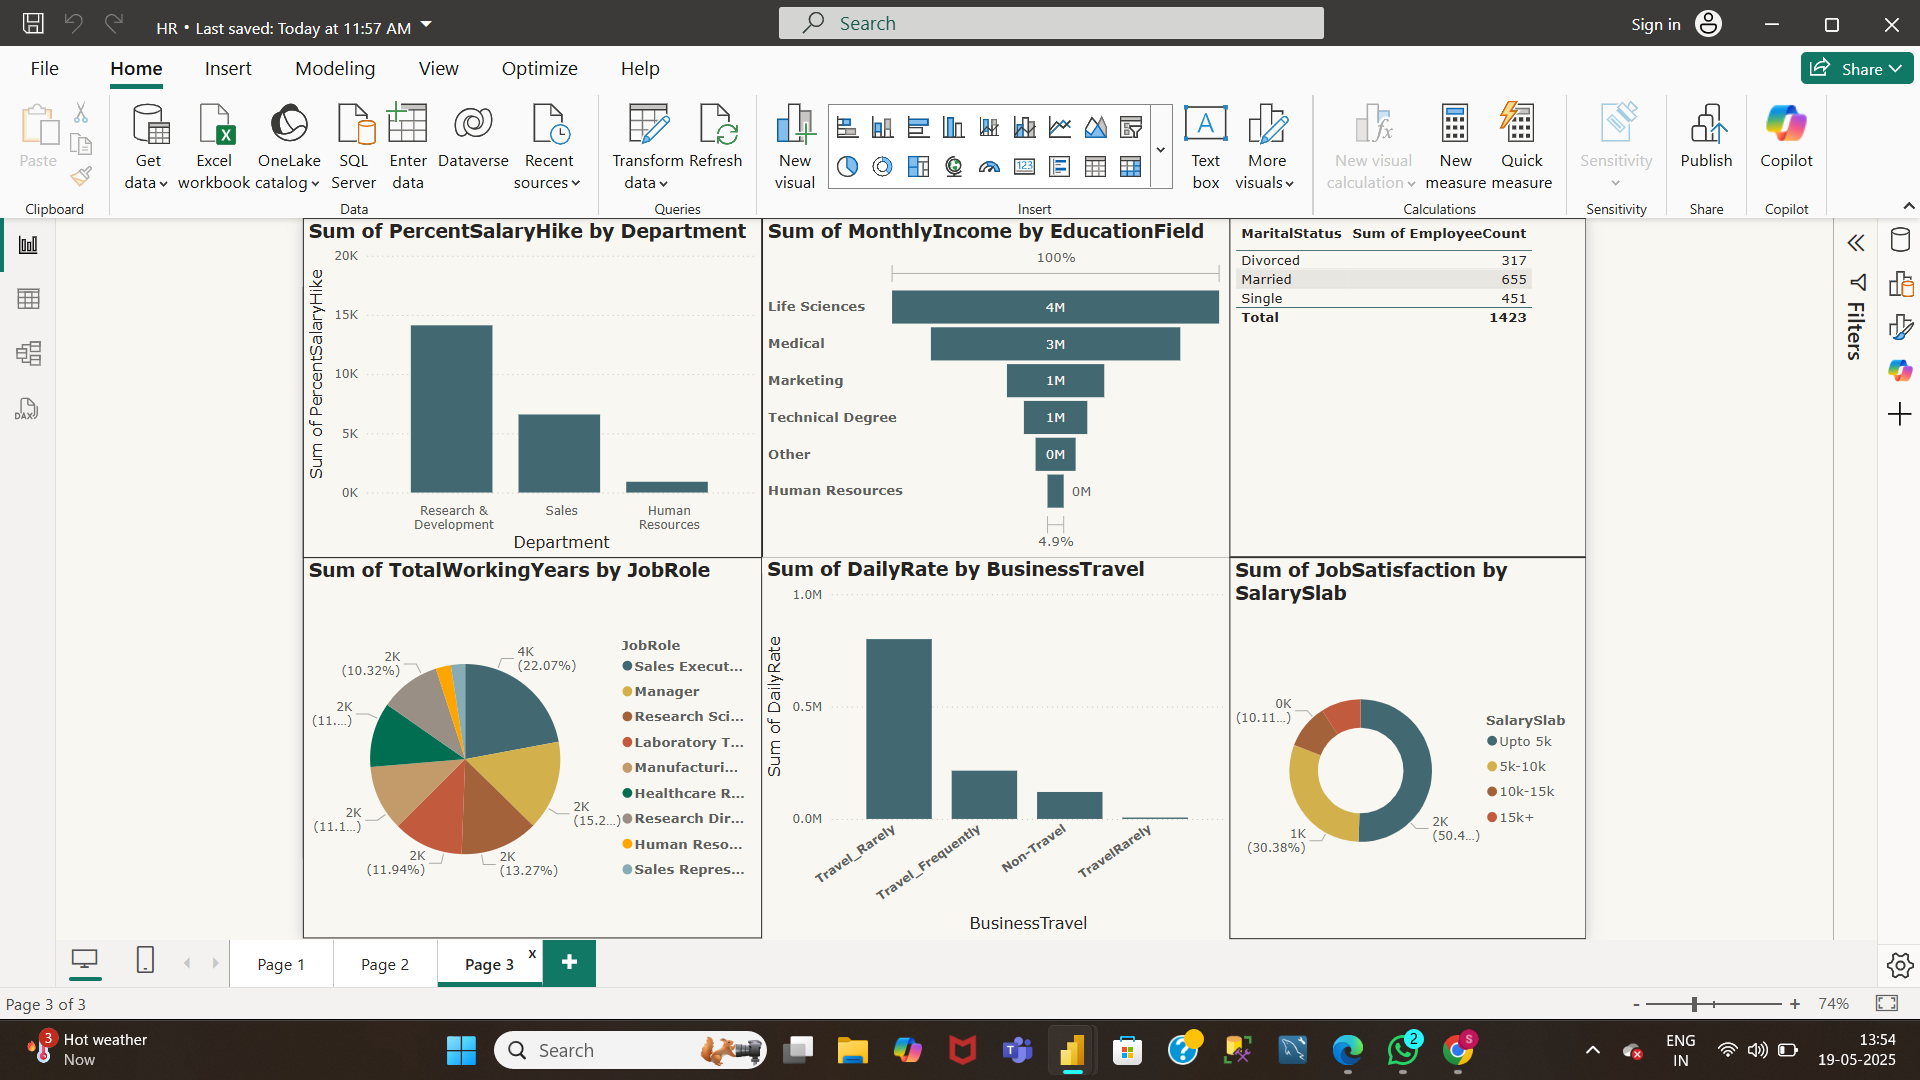 HR • Last saved: Today at 11:57 AM
Search
Sign in
File
Home
Insert
Modeling
View
Optimize
Help
Share
Paste
Get data
Excel workbook
OneLake catalog
SQL Server
Enter data
Dataverse
Recent sources
Transform data
Refresh
New visual
123
A
Text box
More visuals
fx
New visual calculation
New measure
Quick measure
Sensitivity
Publish
Copilot
Clipboard
Data
Queries
Insert
Calculations
Sensitivity
Share
Copilot
DAX
Sum of PercentSalaryHike by Department
Sum of PercentSalaryHike
20K
15K
10K
5K
0K
Research & Development
Sales
Human Resources
Department
Sum of MonthlyIncome by EducationField
100%
Life Sciences 4M
Medical 3M
Marketing 1M
Technical Degree 1M
Other 0M
Human Resources 0M
4.9%
MaritalStatus Sum of EmployeeCount
Divorced 317
Married 655
Single 451
Total 1423
Filters
Sum of TotalWorkingYears by JobRole
4K
(22.07%)
2K
(15.2...)
2K
(13.27%)
2K
(11.94%)
2K
(11.1...)
2K
(11....)
2K
(10.32%)
JobRole
Sales Execut...
Manager
Research Sci...
Laboratory T...
Manufacturi...
Healthcare R...
Research Dir...
Human Reso...
Sales Repres...
Sum of DailyRate by BusinessTravel
Sum of DailyRate
1.0M
0.5M
0.0M
Travel_Rarely
Travel_Frequently
Non-Travel
TravelRarely
BusinessTravel
Sum of JobSatisfaction by
SalarySlab
0K
(10.11...)
1K
(30.38%)
2K
(50.4...)
SalarySlab
Upto 5k
5k-10k
10k-15k
15k+
Page 1
Page 2
Page 3
x
+
Page 3 of 3
- + 74%
3
Hot weather
Now
Search
T
2
S
ENG
IN
13:54
19-05-2025